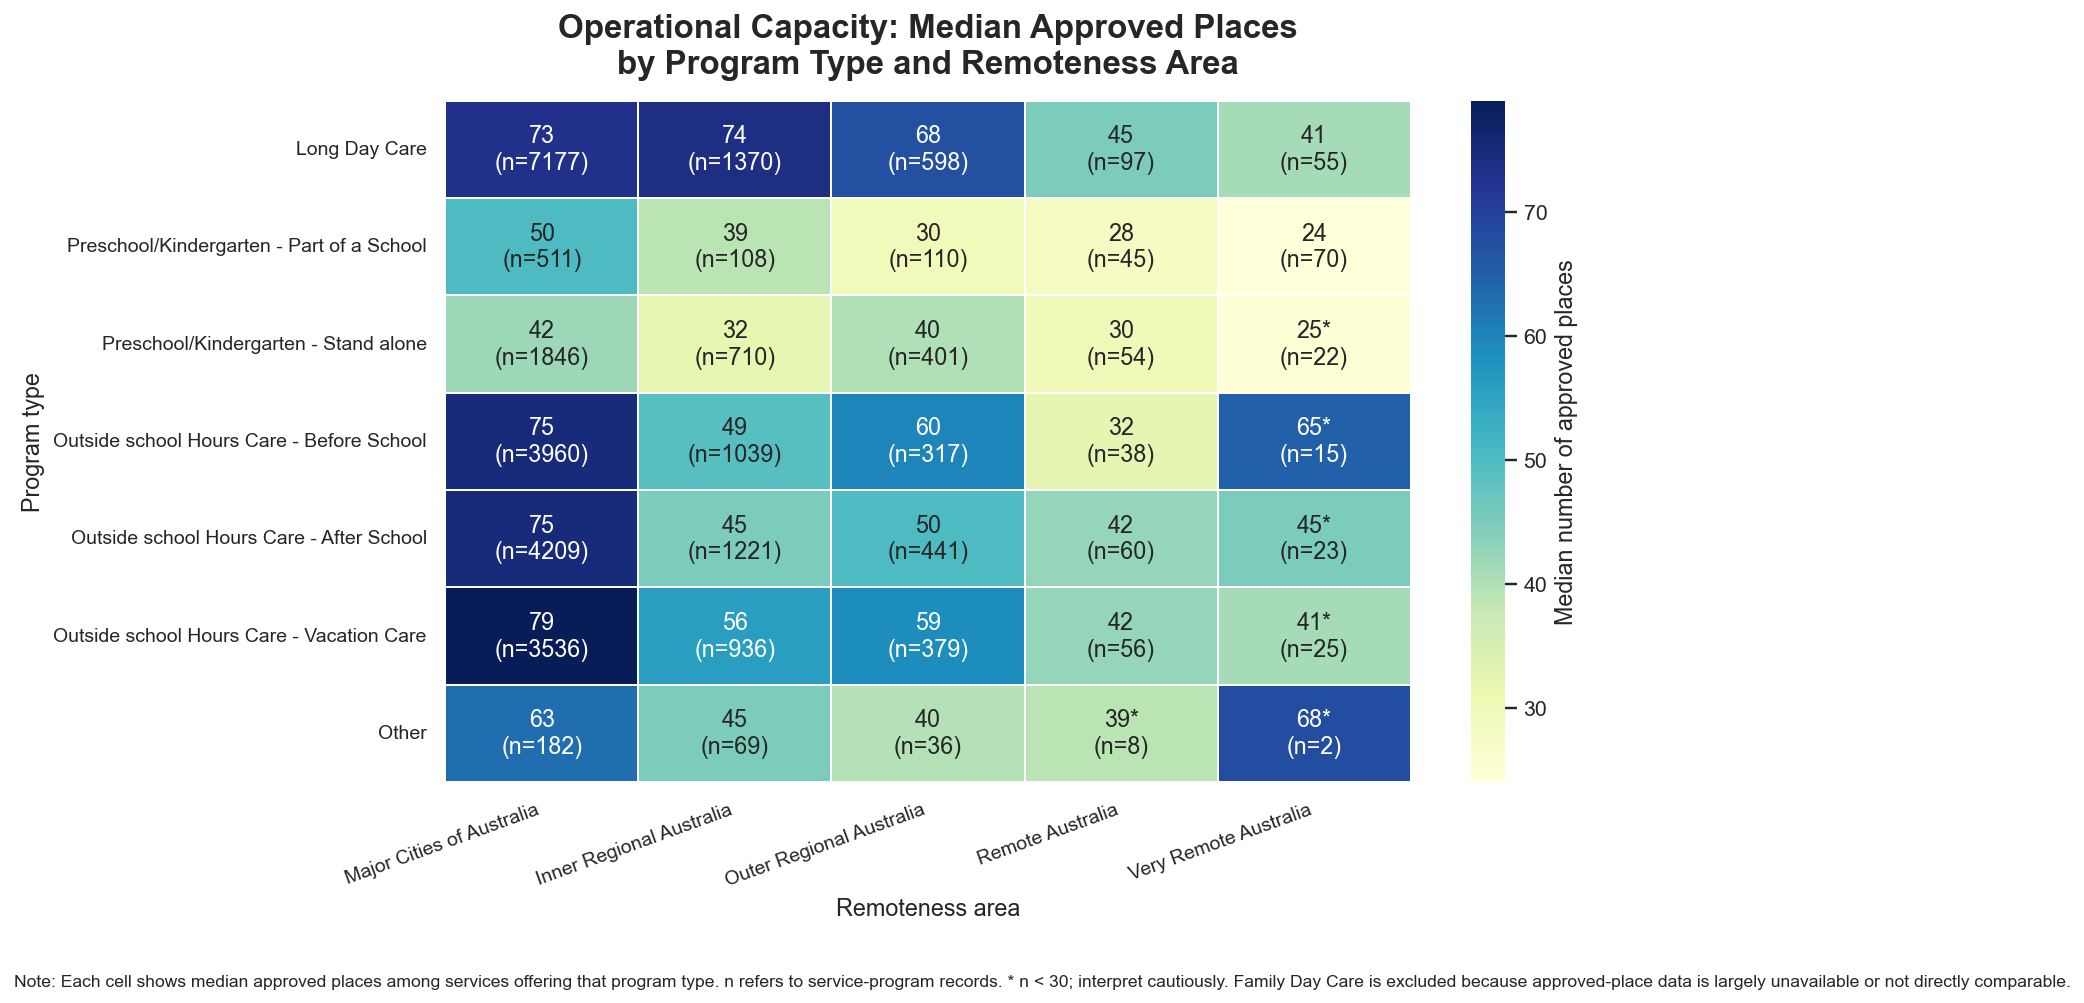 Operational Capacity: Median Approved Places
by Program Type and Remoteness Area
Program type
Long Day Care
73
(n=7177)
74
(n=1370)
68
(n=598)
45
(n=97)
41
(n=55)
Preschool/Kindergarten - Part of a School
50
(n=511)
39
(n=108)
30
(n=110)
28
(n=45)
24
(n=70)
Preschool/Kindergarten - Stand alone
42
(n=1846)
32
(n=710)
40
(n=401)
30
(n=54)
25*
(n=22)
Outside school Hours Care - Before School
75
(n=3960)
49
(n=1039)
60
(n=317)
32
(n=38)
65*
(n=15)
Outside school Hours Care - After School
75
(n=4209)
45
(n=1221)
50
(n=441)
42
(n=60)
45*
(n=23)
Outside school Hours Care - Vacation Care
79
(n=3536)
56
(n=936)
59
(n=379)
42
(n=56)
41*
(n=25)
Other
63
(n=182)
45
(n=69)
40
(n=36)
39*
(n=8)
68*
(n=2)
Major Cities of Australia
Inner Regional Australia
Outer Regional Australia
Remote Australia
Very Remote Australia
Remoteness area
70
60
50
40
30
Median number of approved places
Note: Each cell shows median approved places among services offering that program type. n refers to service-program records. * n < 30; interpret cautiously. Family Day Care is excluded because approved-place data is largely unavailable or not directly comparable.